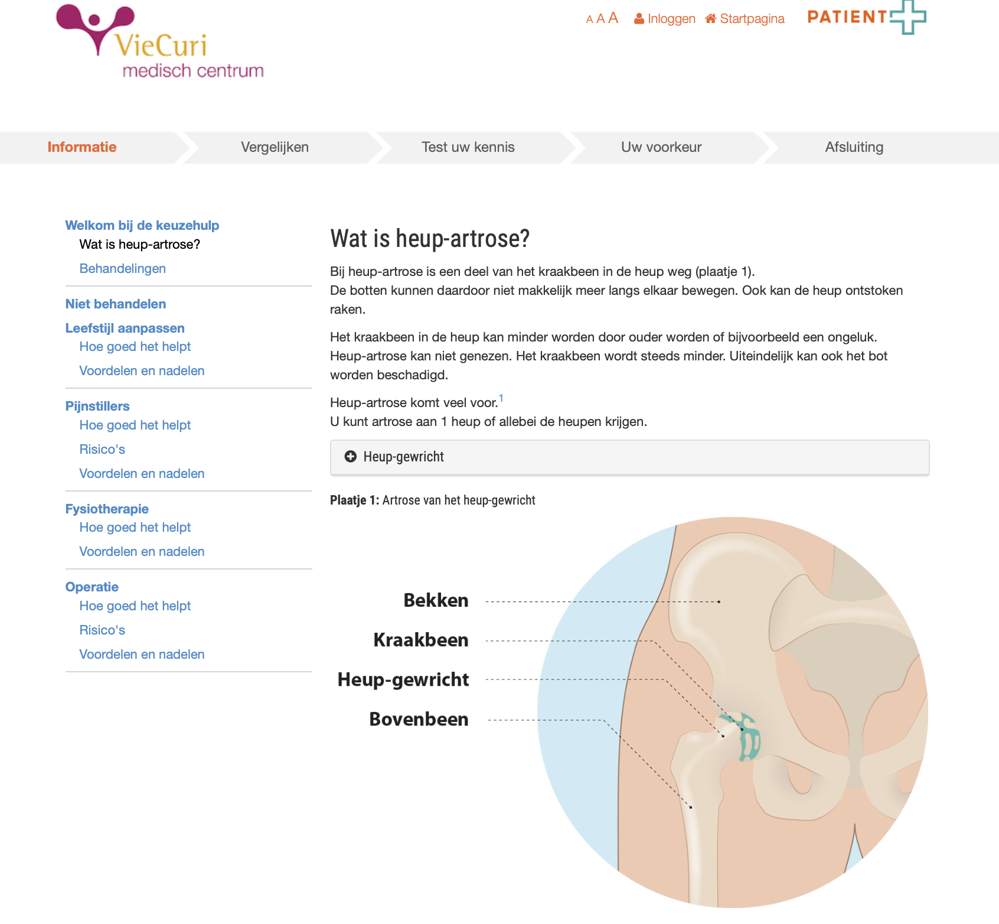 VieCuri
medisch centrum
A A A Inloggen Startpagina
PATIENT
Informatie
Vergelijken
Test uw kennis
Uw voorkeur
Afsluiting
Welkom bij de keuzehulp
Wat is heup-artrose?
Behandelingen
Niet behandelen
Leefstijl aanpassen
Hoe goed het helpt
Voordelen en nadelen
Pijnstillers
Hoe goed het helpt
Risico's
Voordelen en nadelen
Fysiotherapie
Hoe goed het helpt
Voordelen en nadelen
Operatie
Hoe goed het helpt
Risico's
Voordelen en nadelen
Wat is heup-artrose?
Bij heup-artrose is een deel van het kraakbeen in de heup weg (plaatje 1).
De botten kunnen daardoor niet makkelijk meer langs elkaar bewegen. Ook kan de heup ontstoken
raken.
Het kraakbeen in de heup kan minder worden door ouder worden of bijvoorbeeld een ongeluk.
Heup-artrose kan niet genezen. Het kraakbeen wordt steeds minder. Uiteindelijk kan ook het bot
worden beschadigd.
Heup-artrose komt veel voor.1
U kunt artrose aan 1 heup of allebei de heupen krijgen.
Heup-gewricht
Plaatje 1: Artrose van het heup-gewricht
Bekken
Kraakbeen
Heup-gewricht
Bovenbeen